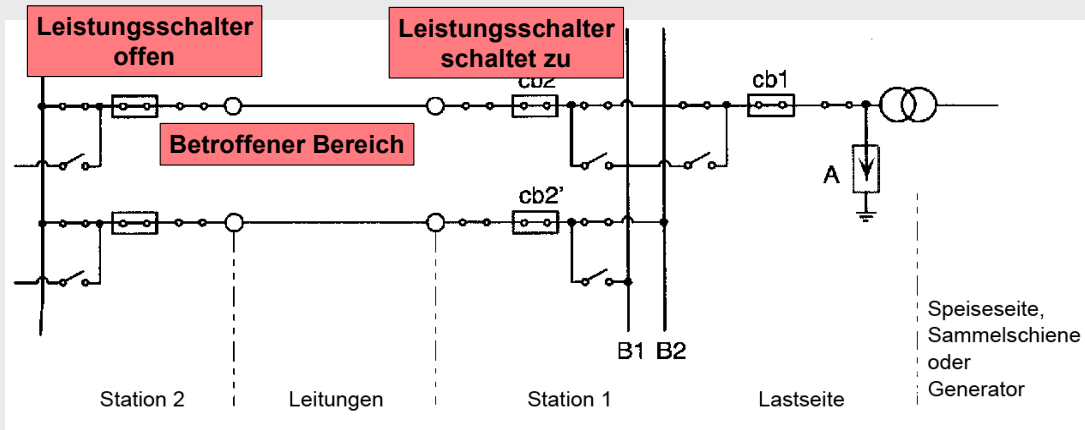 Leistungsschalter
offen
Leistungsschalter
schaltet zu
cb2
cb1
Betroffener Bereich
A
cb2'
B1 B2
Speiseseite,
Sammelschiene
oder
Generator
Station 2
Leitungen
Station 1
Lastseite